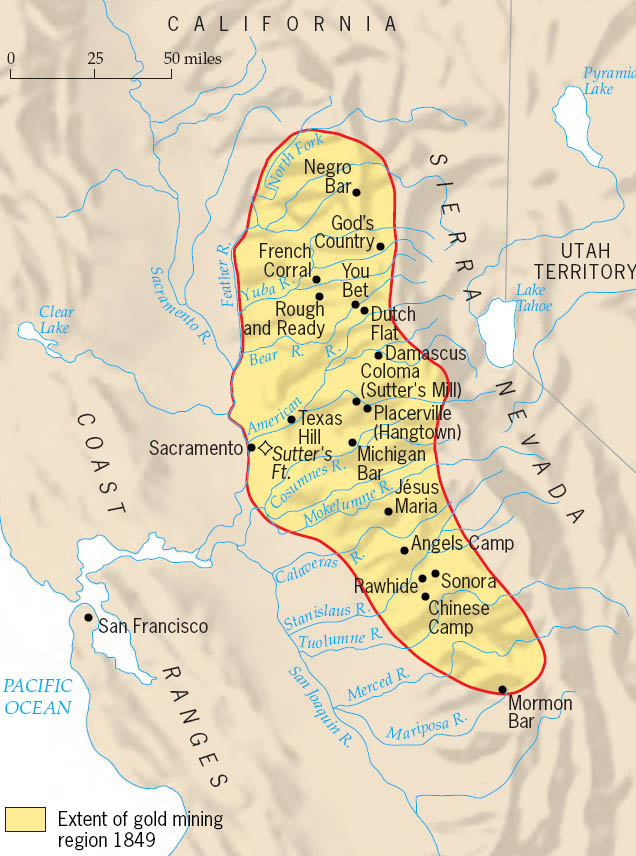 CALIFORNIA
0 25 50 miles
Pyramid
Lake
North Fork
Negro
Bar
SIERRA NEVADA
God's
Country
French
Corral
You
Bet
UTAH
TERRITORY
Feather R.
Yuba R.
Sacramento R.
Lake
Tahoe
Clear
Lake
Rough
and Ready
Dutch
Flat
Bear R.
R.
Damascus
Coloma
(Sutter's Mill)
American
Texas
Hill
Placerville
(Hangtown)
COAST RANGES
Sacramento
Sutter's
Ft.
Michigan
Bar
Cosumnes R.
Mokelumne R.
Jésus
Maria
Angels Camp
Calaveras R.
Rawhide
Sonora
Chinese
Camp
Stanislaus R.
San Francisco
Tuolumne R.
San Joaquin R.
Merced R.
PACIFIC
OCEAN
Mormon
Bar
Mariposa R.
Extent of gold mining
region 1849